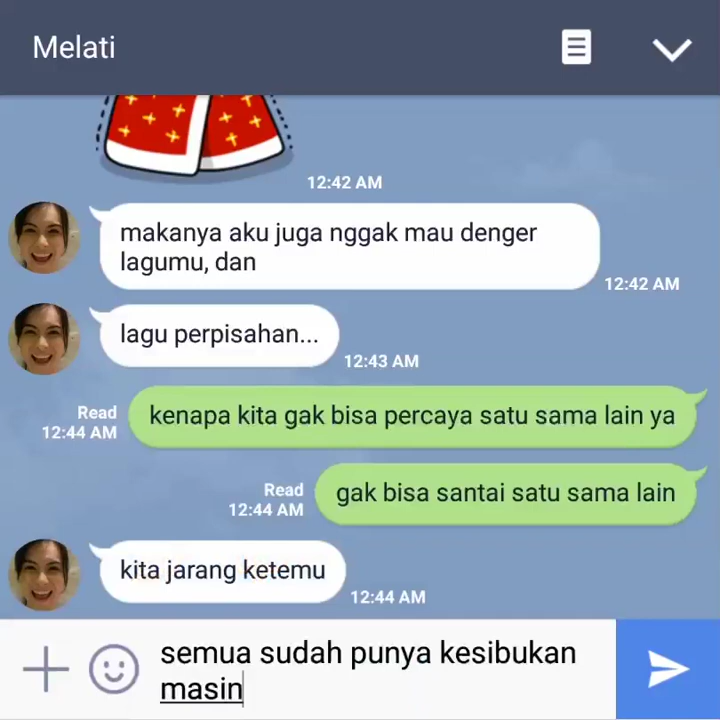 Melati
12:42 AM
makanya aku juga nggak mau denger
lagumu, dan
12:42 AM
lagu perpisahan...
12:43 AM
Read
12:44 AM
kenapa kita gak bisa percaya satu sama lain ya
Read
12:44 AM
gak bisa santai satu sama lain
kita jarang ketemu
12:44 AM
semua sudah punya kesibukan
masin